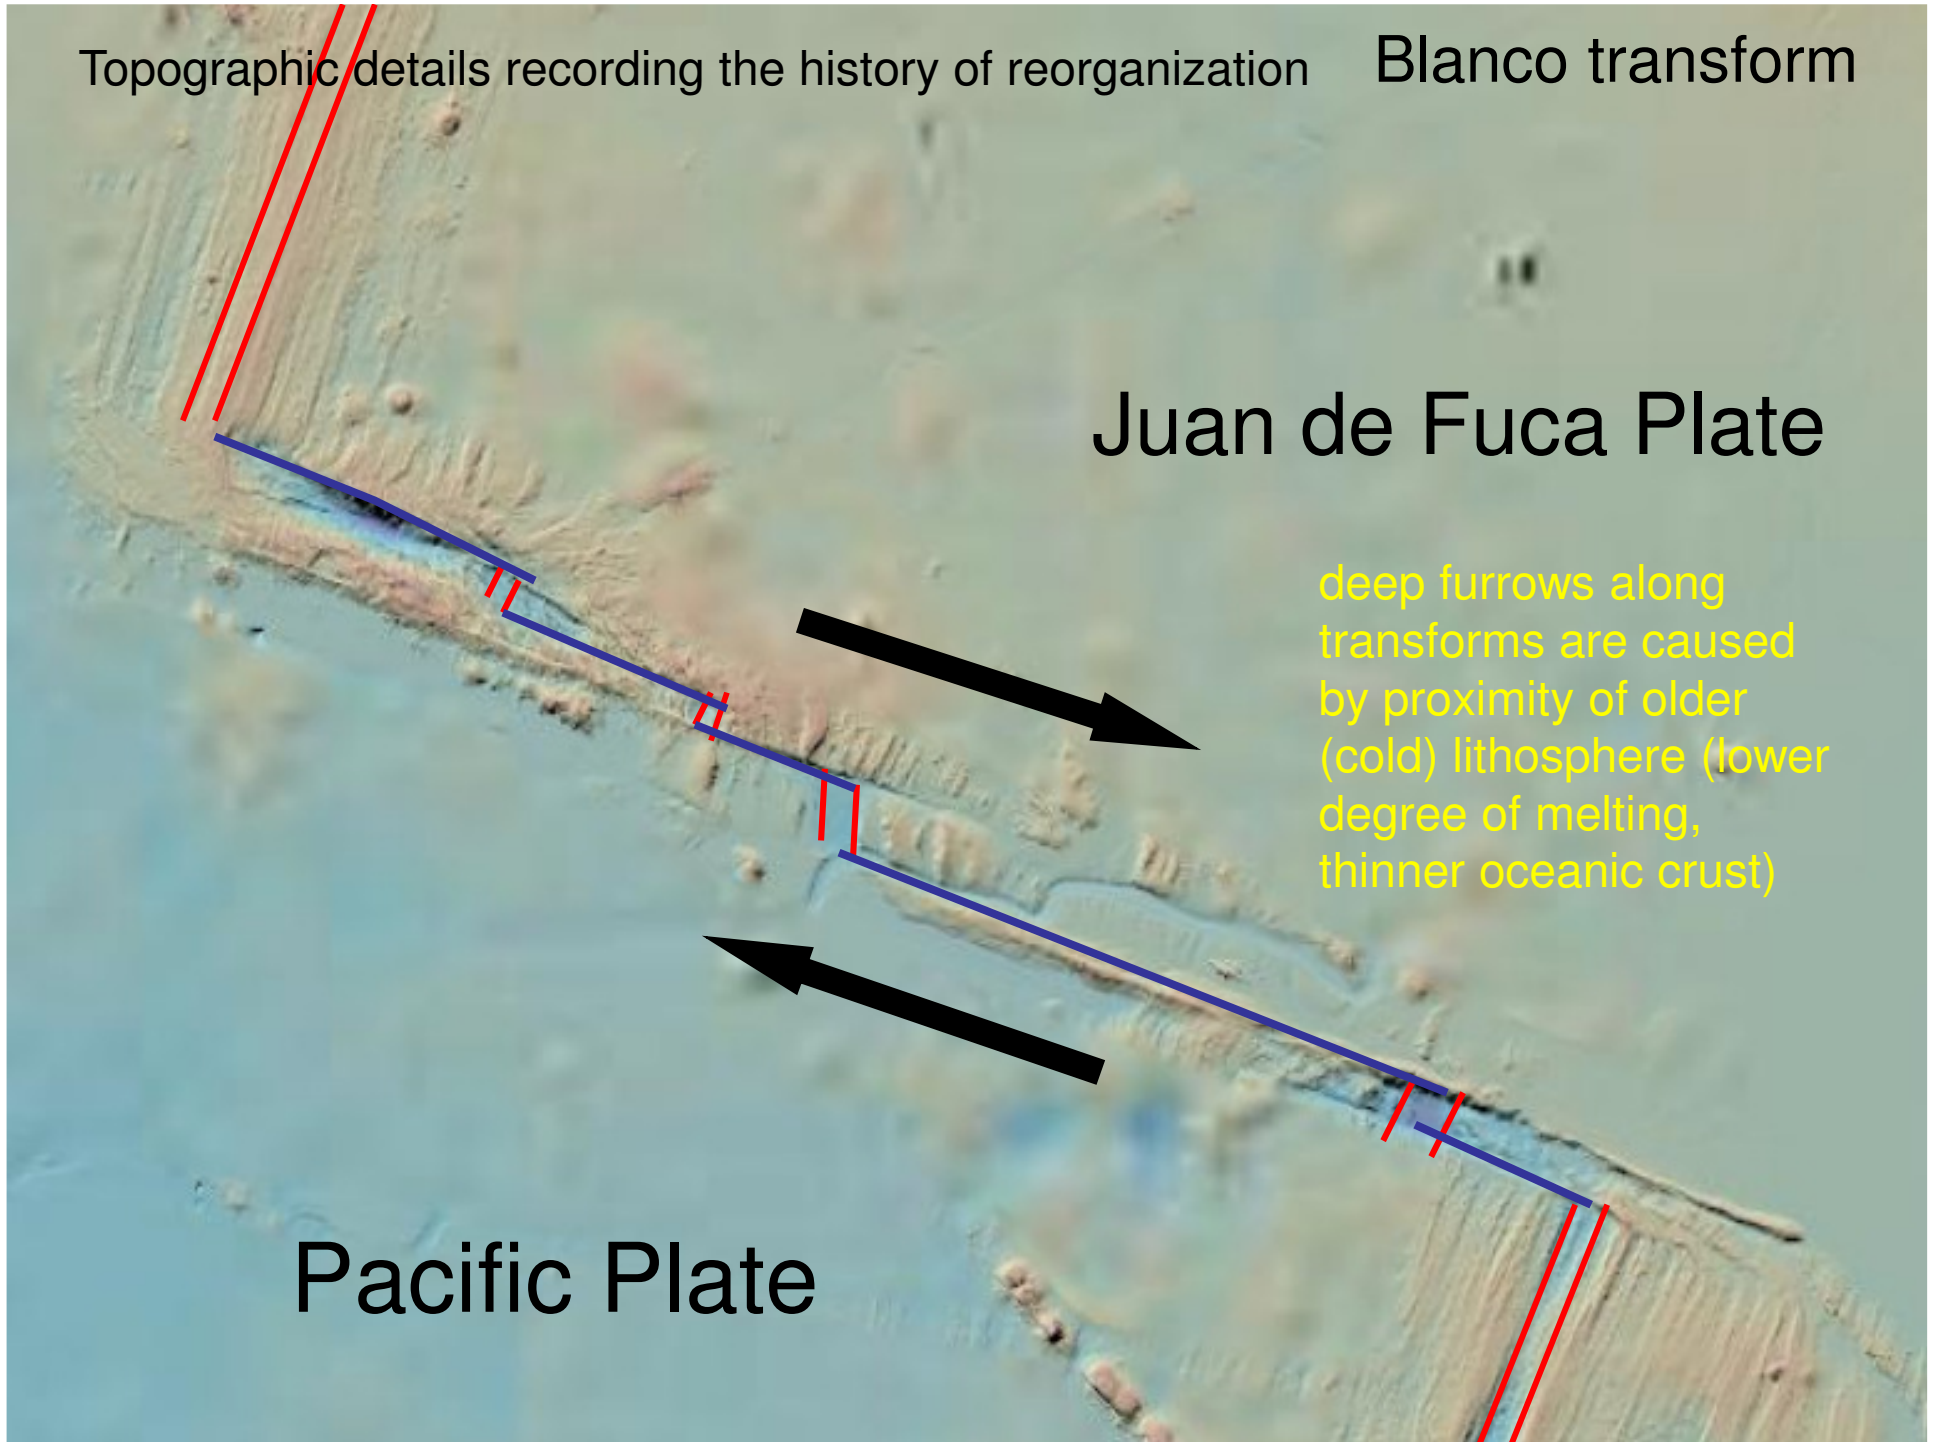 Topographic details recording the history of reorganization
Blanco transform
Juan de Fuca Plate
deep furrows along
transforms are caused
by proximity of older
(cold) lithosphere (lower
degree of melting,
thinner oceanic crust)
Pacific Plate